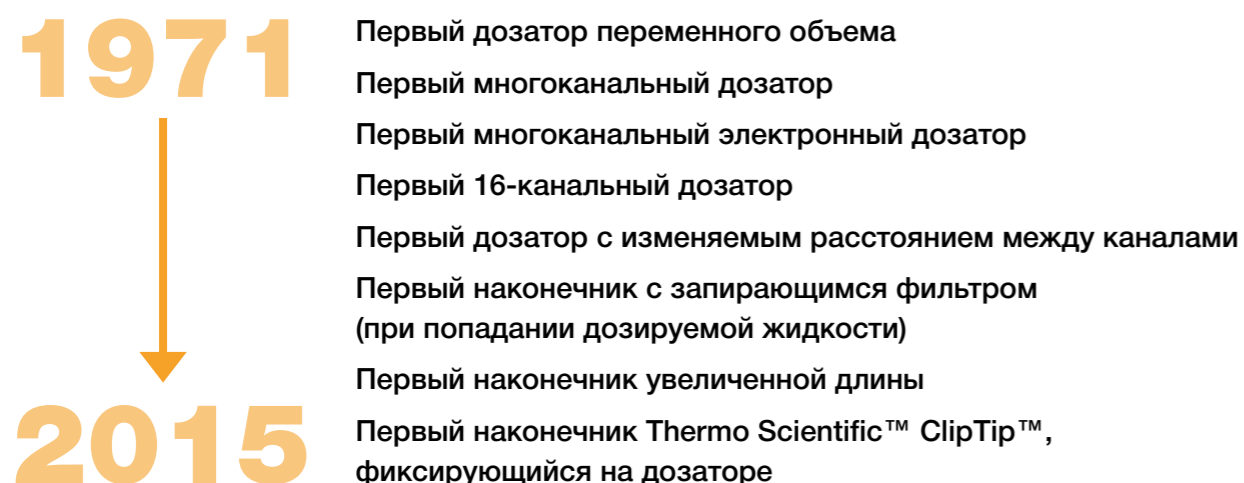 1971
Первый дозатор переменного объема
Первый многоканальный дозатор
Первый многоканальный электронный дозатор
Первый 16-канальный дозатор
Первый дозатор с изменяемым расстоянием между каналами
Первый наконечник с запирающимся фильтром
(при попадании дозируемой жидкости)
Первый наконечник увеличенной длины
2015
Первый наконечник Thermo Scientific™ ClipTip™,
фиксирующийся на дозаторе